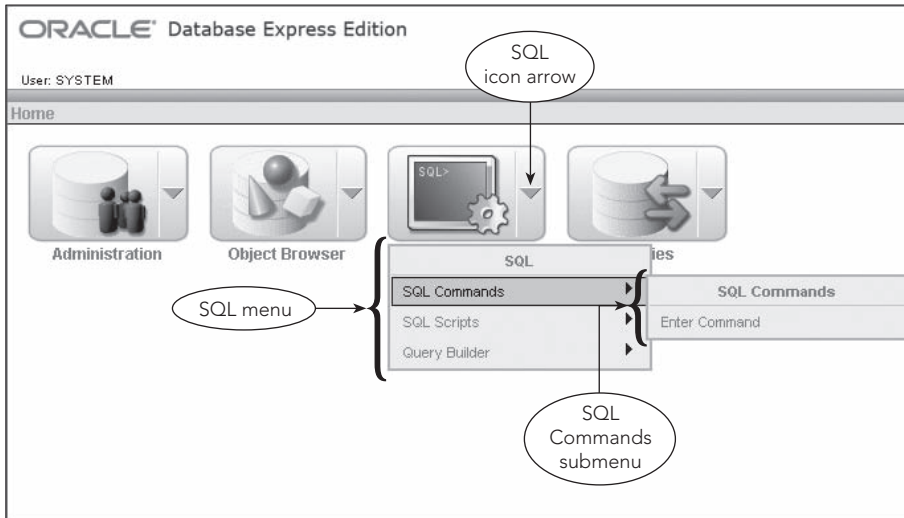 ORACLE® Database Express Edition
SQL
icon arrow
User: SYSTEM
Home
SQL>
Administration
Object Browser
ies
SQL
SQL Commands
SQL Scripts
Query Builder
SQL Commands
Enter Command
SQL menu
SQL
Commands
submenu